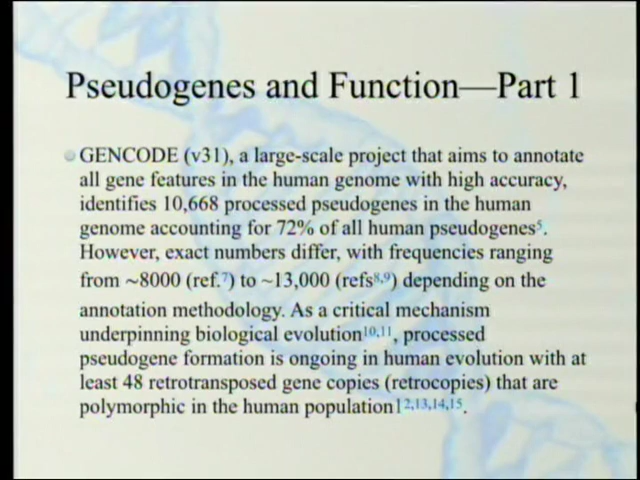 Pseudogenes and Function—Part 1
GENCODE (v31), a large-scale project that aims to annotate
all gene features in the human genome with high accuracy,
identifies 10,668 processed pseudogenes in the human
genome accounting for 72% of all human pseudogenes5.
However, exact numbers differ, with frequencies ranging
from ~8000 (ref.7) to ~13,000 (refs8,9) depending on the
annotation methodology. As a critical mechanism
underpinning biological evolution10,11, processed
pseudogene formation is ongoing in human evolution with at
least 48 retrotransposed gene copies (retrocopies) that are
polymorphic in the human population12,13,14,15.